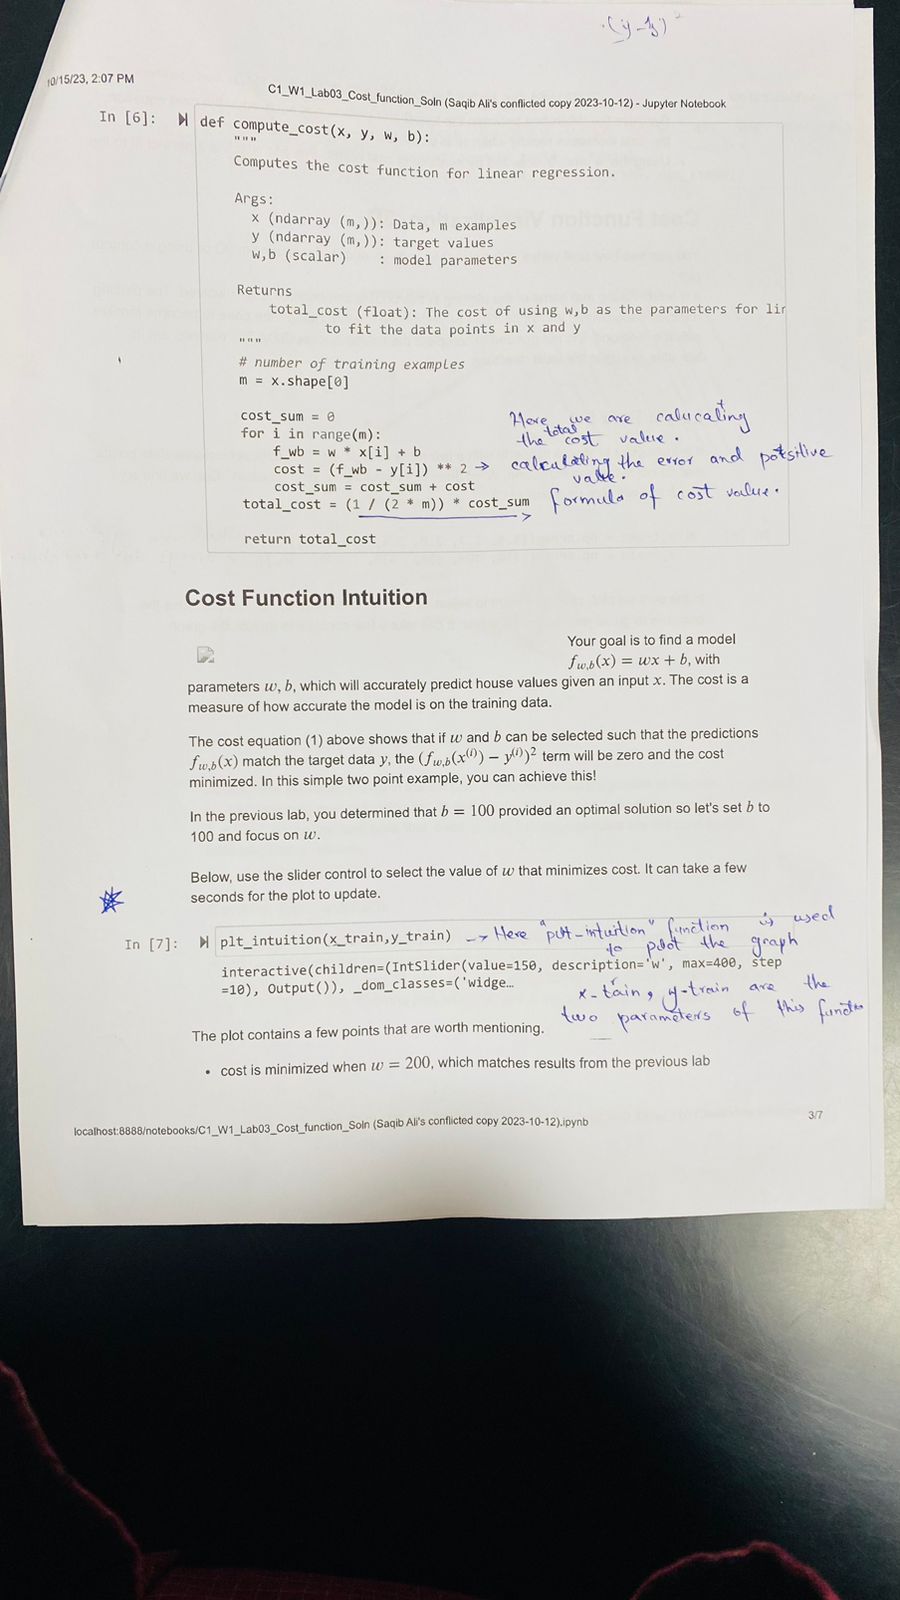 (ŷ-y)²
10/15/23, 2:07 PM
C1_W1_Lab03_Cost_function_Soln (Saqib Ali's conflicted copy 2023-10-12) - Jupyter Notebook
In [6]: def compute_cost(x, y, w, b):
"""
Computes the cost function for linear regression.
Args:
x (ndarray (m,)): Data, m examples
y (ndarray (m,)): target values
w,b (scalar)    : model parameters
Returns
total_cost (float): The cost of using w,b as the parameters for lir
to fit the data points in x and y
"""
# number of training examples
m = x.shape[0]
cost_sum = 0
for i in range(m):
f_wb = w * x[i] + b
cost = (f_wb - y[i]) ** 2
cost_sum = cost_sum + cost
total_cost = (1 / (2 * m)) * cost_sum
return total_cost
Here we are calucating
the total cost value.
→ calculating the error and potsitive
value.
formula of cost value.
Cost Function Intuition
Your goal is to find a model
f_{w,b}(x) = wx + b, with
parameters w, b, which will accurately predict house values given an input x. The cost is a
measure of how accurate the model is on the training data.
The cost equation (1) above shows that if w and b can be selected such that the predictions
f_{w,b}(x) match the target data y, the (f_{w,b}(x^{(i)}) − y^{(i)})² term will be zero and the cost
minimized. In this simple two point example, you can achieve this!
In the previous lab, you determined that b = 100 provided an optimal solution so let's set b to
100 and focus on w.
Below, use the slider control to select the value of w that minimizes cost. It can take a few
seconds for the plot to update.
In [7]: plt_intuition(x_train,y_train)
→ Here "plt-intuition" function is used
to plot the graph
interactive(children=(IntSlider(value=150, description='w', max=400, step
=10), Output()), _dom_classes=('widge…
x-train, y-train are the
two parameters of this function
The plot contains a few points that are worth mentioning.
• cost is minimized when w = 200, which matches results from the previous lab
localhost:8888/notebooks/C1_W1_Lab03_Cost_function_Soln (Saqib Ali's conflicted copy 2023-10-12).ipynb
3/7